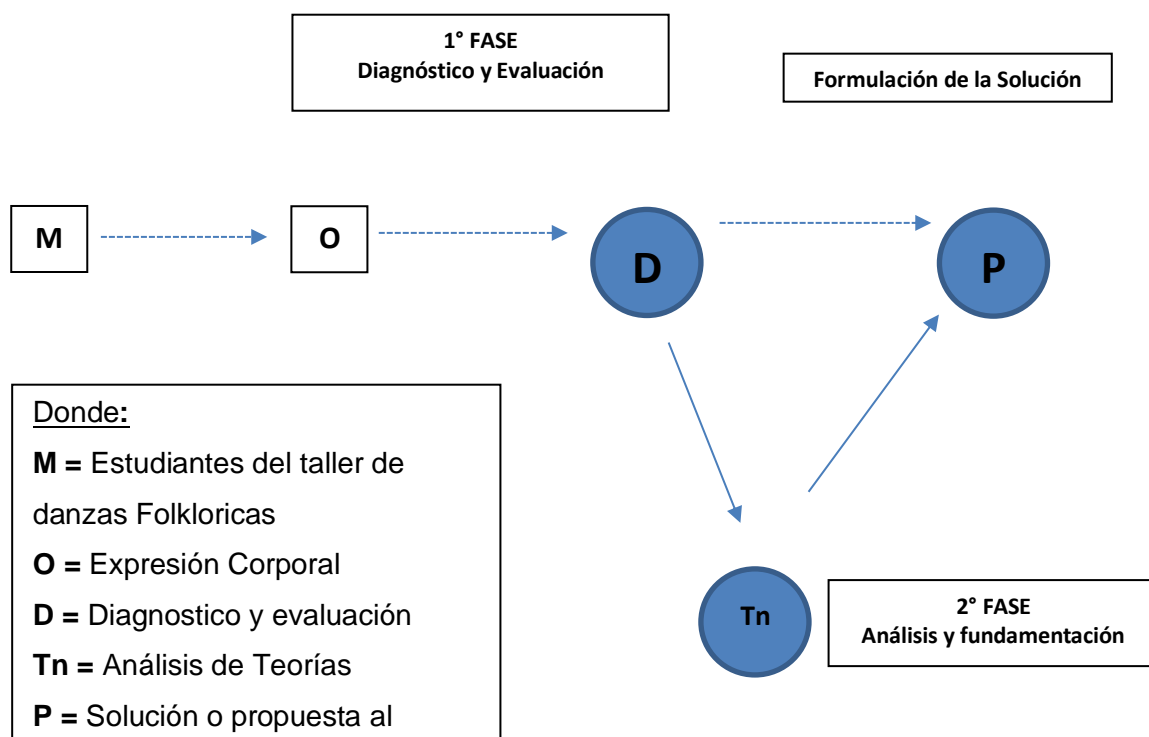 1° FASE
Diagnóstico y Evaluación
Formulación de la Solución
M
O
D
P
Donde:
M = Estudiantes del taller de
danzas Folkloricas
O = Expresión Corporal
D = Diagnostico y evaluación
Tn = Análisis de Teorías
P = Solución o propuesta al
Tn
2° FASE
Análisis y fundamentación